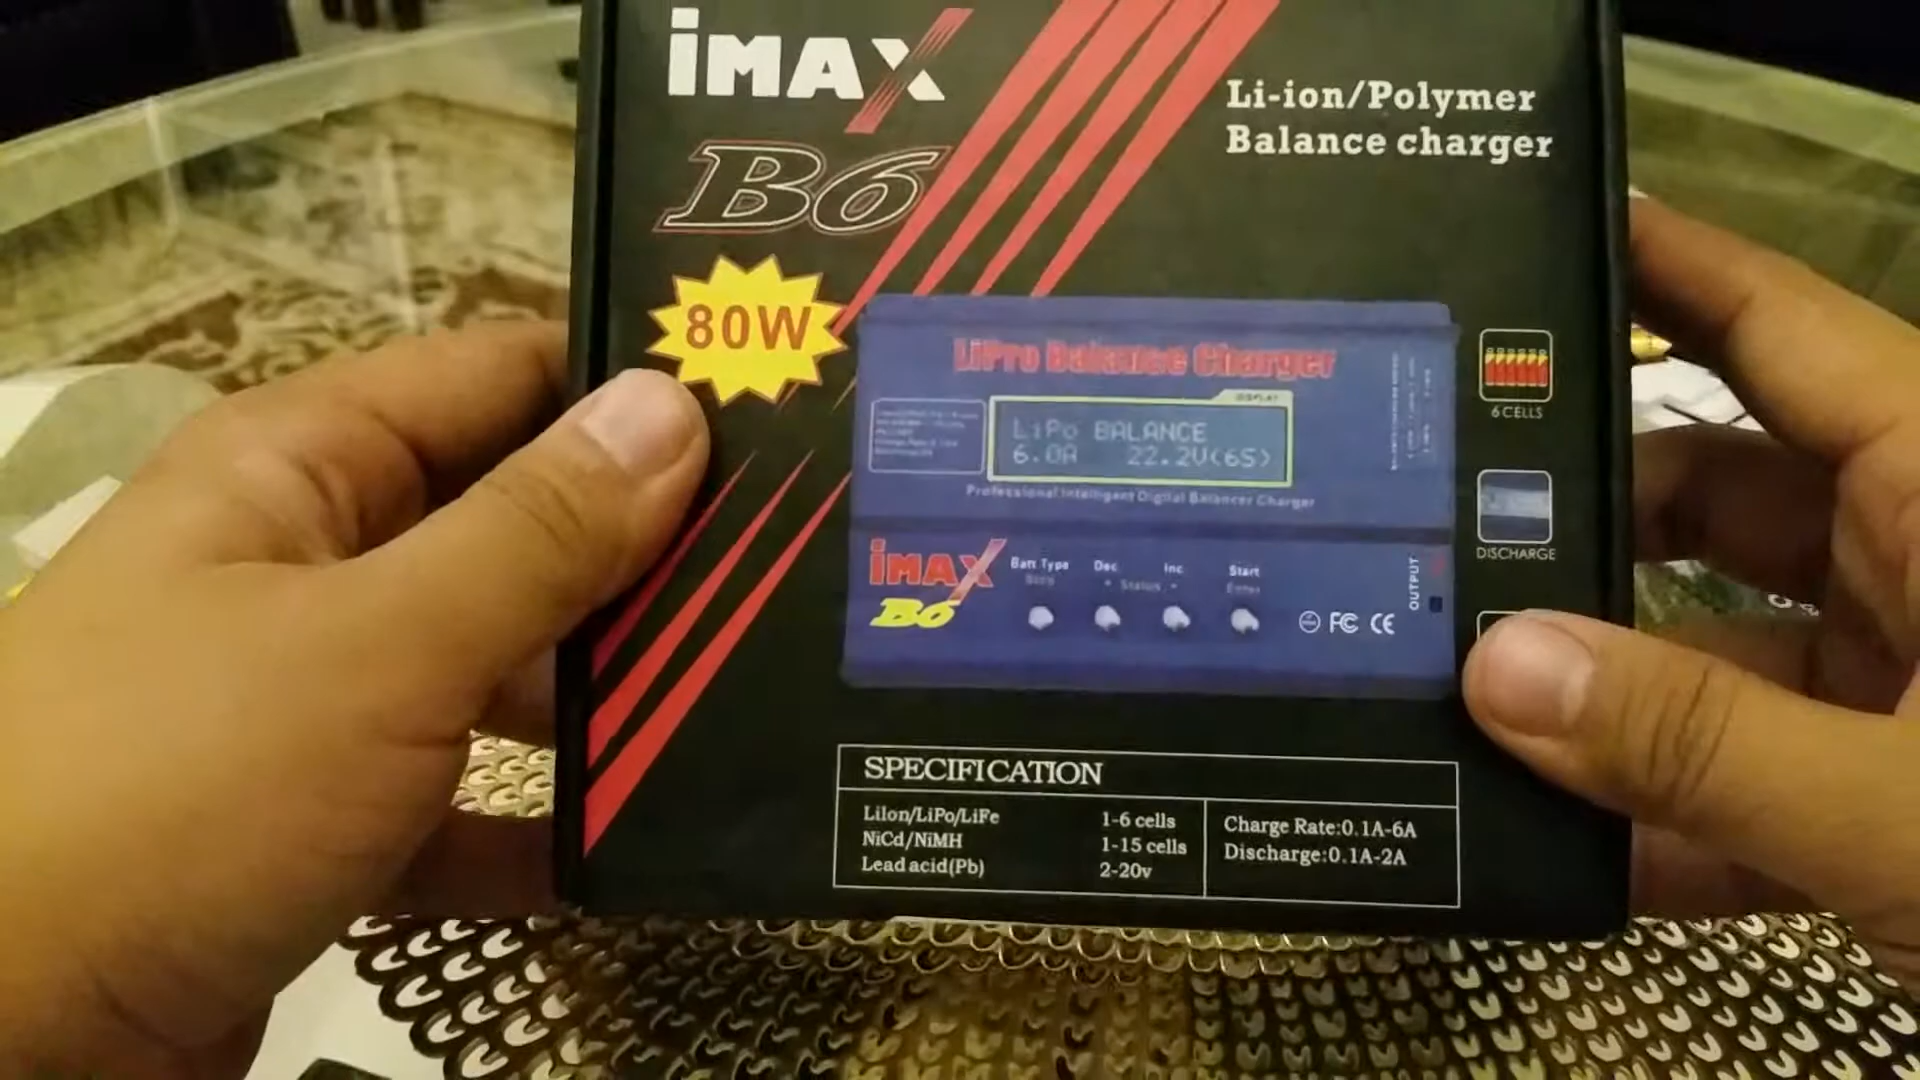 iMAX
B6
Li-ion/Polymer
Balance charger
80W
LiPro Balance Charger
DISPLAY
LiPo BALANCE
6.0A 22.2V(6S)
Professional Intelligent Digital Balancer Charger
iMAX
B6
Batt Type
Stop
Dec.
Inc.
Status
Start
Enter
FC CE
OUTPUT
6 CELLS
DISCHARGE
SPECIFICATION
LiIon/LiPo/LiFe 1-6 cells
NiCd/NiMH 1-15 cells
Lead acid(Pb) 2-20v
Charge Rate:0.1A-6A
Discharge:0.1A-2A